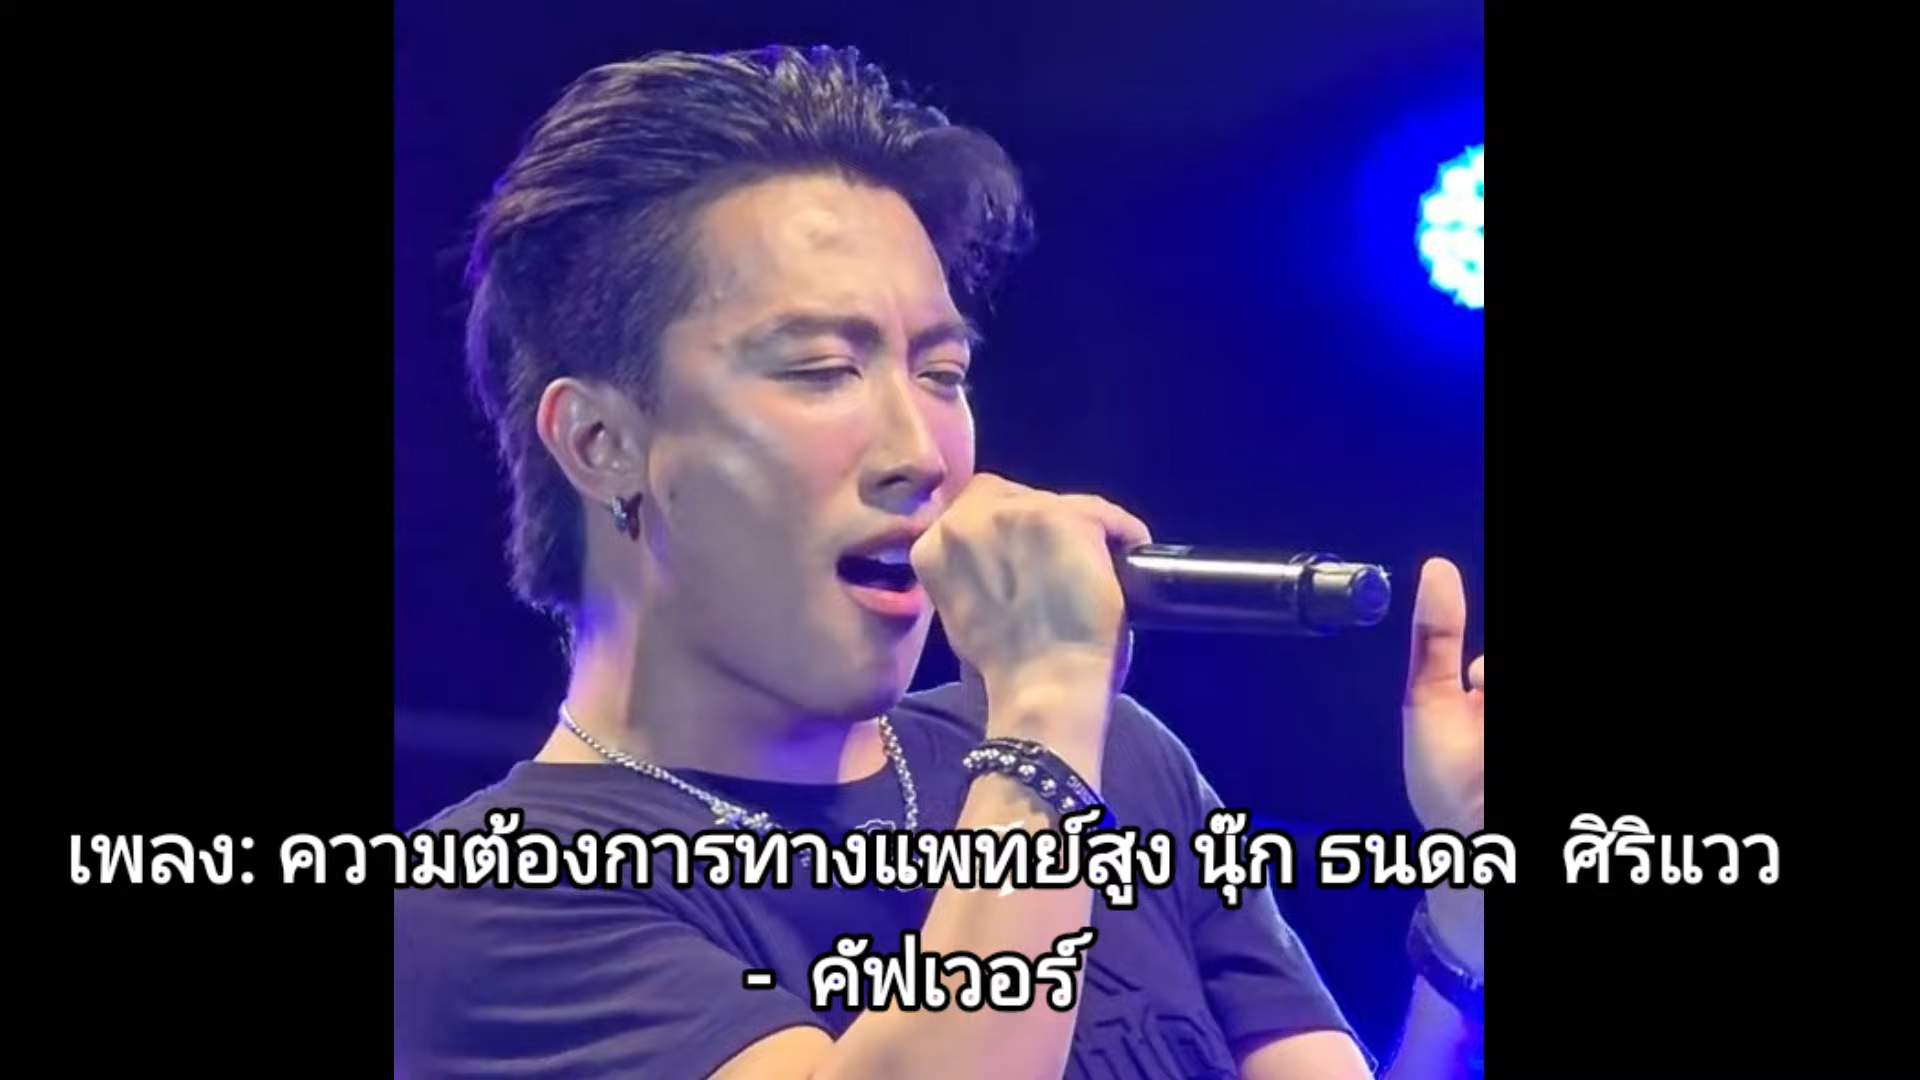 เพลง: ความต้องการทางแพทย์สูง นุ๊ก ธนดล ศิริแวว
- คัฟเวอร์